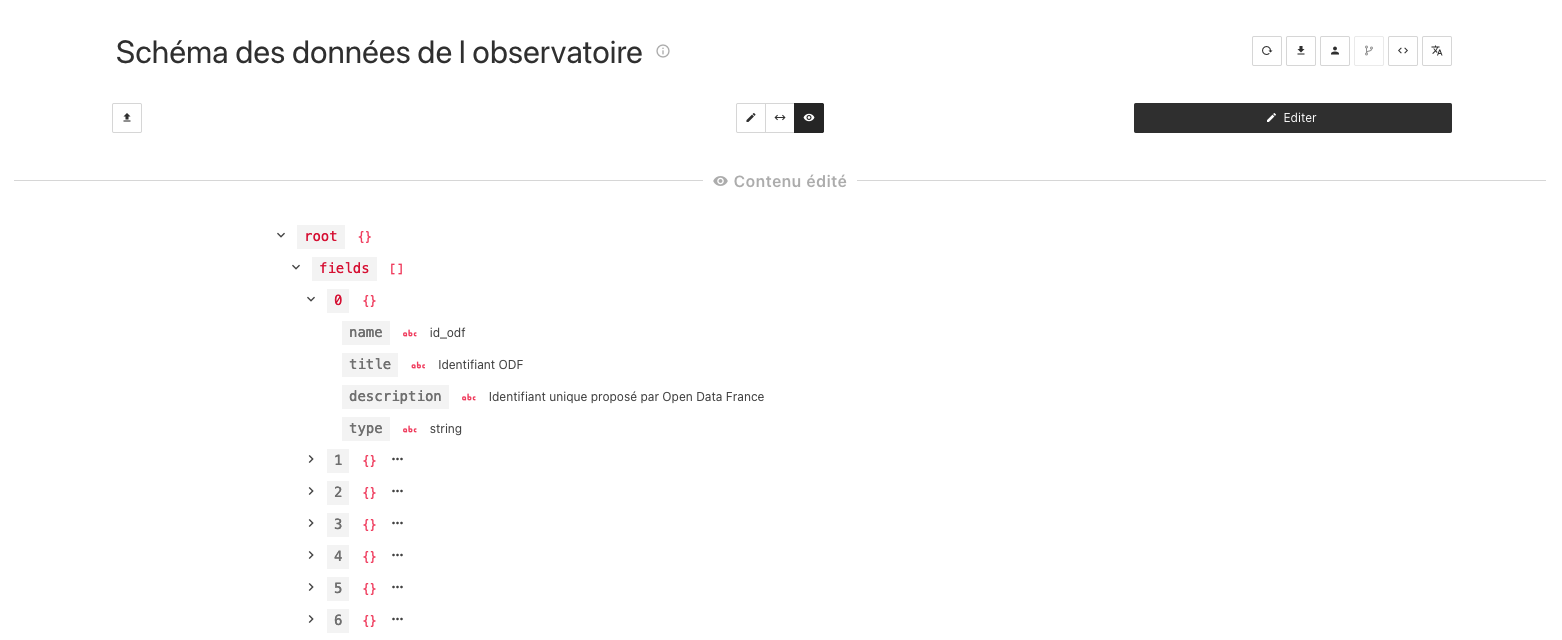 Schéma des données de l observatoire
Editer
Contenu édité
root {}
fields []
0 {}
name abc id_odf
title abc Identifiant ODF
description abc Identifiant unique proposé par Open Data France
type abc string
1 {} ...
2 {} ...
3 {} ...
4 {} ...
5 {} ...
6 {} ...